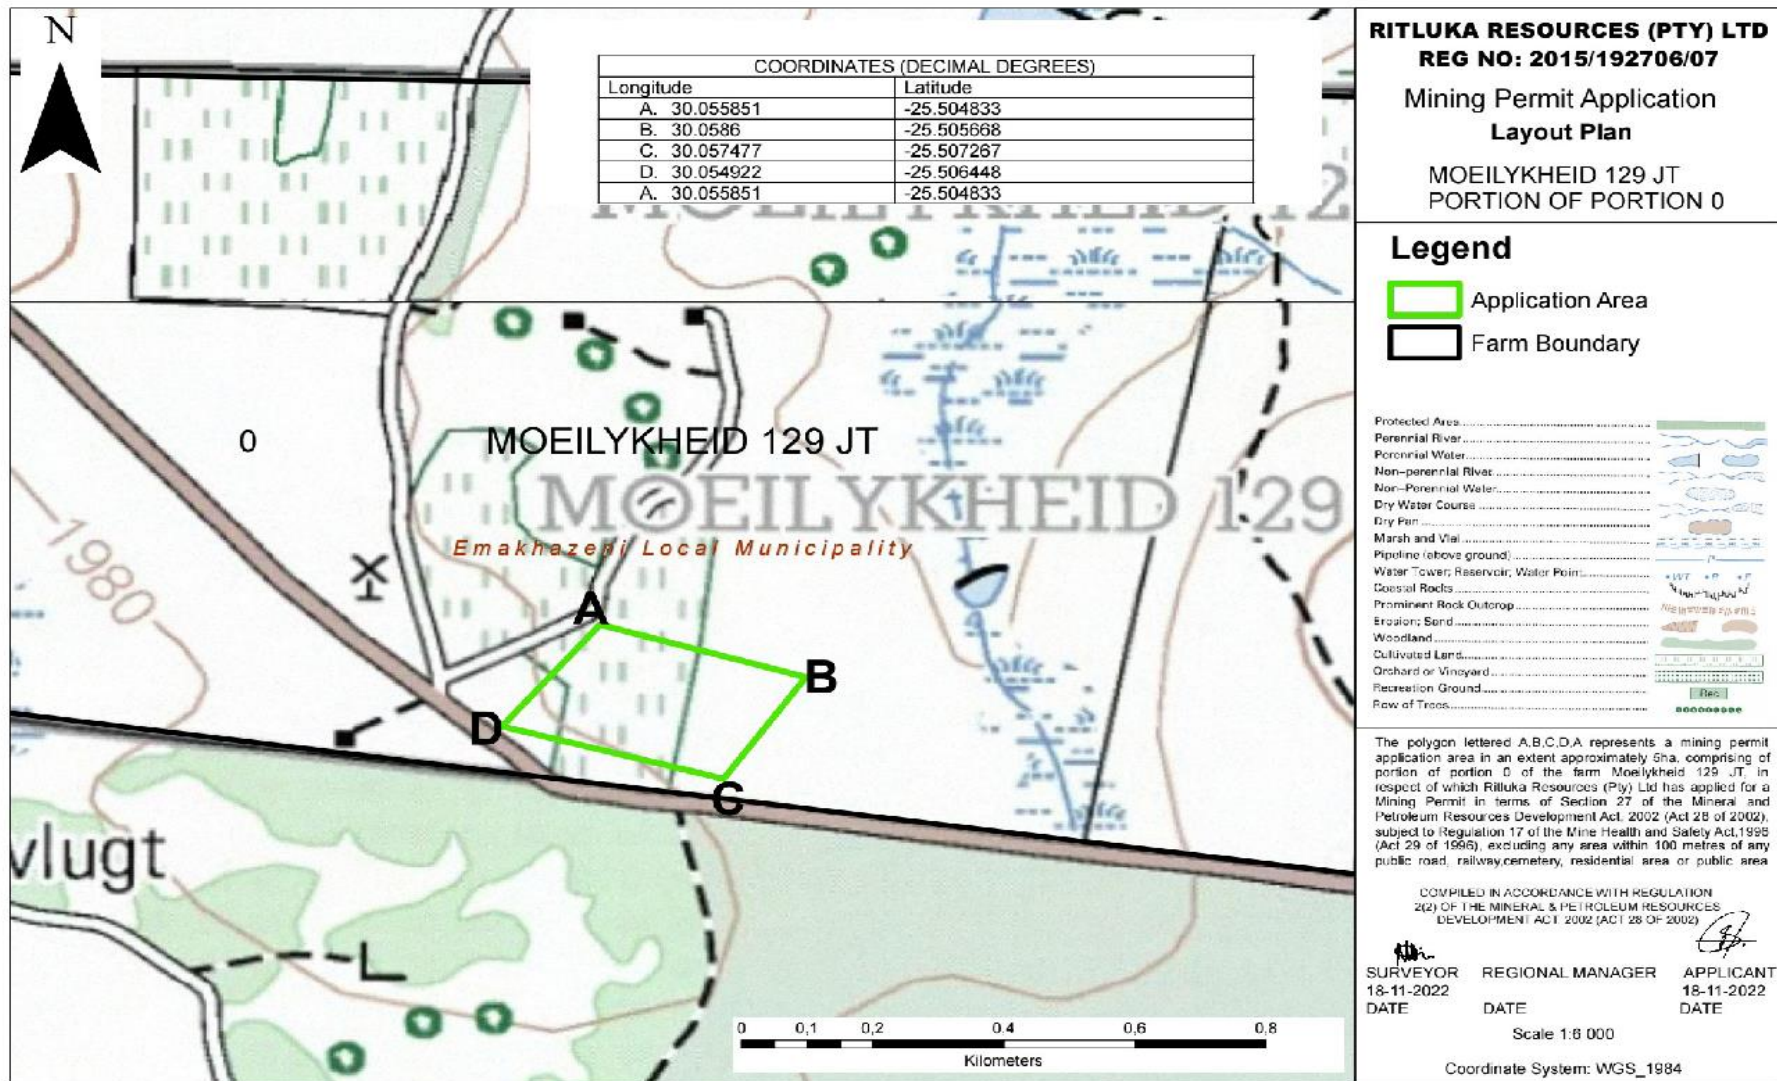 N
COORDINATES (DECIMAL DEGREES)
Longitude Latitude
A. 30.055851 -25.504833
B. 30.0586 -25.505668
C. 30.057477 -25.507267
D. 30.054922 -25.506448
A. 30.055851 -25.504833
0
MOEILYKHEID 129 JT
MOEILYKHEID 129
Emakhazeni Local Municipality
1980
A
B
D
C
vlugt
0 0,1 0,2 0,4 0,6 0,8
Kilometers
RITLUKA RESOURCES (PTY) LTD
REG NO: 2015/192706/07
Mining Permit Application
Layout Plan
MOEILYKHEID 129 JT
PORTION OF PORTION 0
Legend
Application Area
Farm Boundary
Protected Area
Perennial River
Perennial Water
Non-perennial River
Non-Perennial Water
Dry Water Course
Dry Pan
Marsh and Vlei
Pipeline (above ground)
Water Tower; Reservoir; Water Point
Coastal Rocks
Prominent Rock Outcrop
Erosion; Sand
Woodland
Cultivated Land
Orchard or Vineyard
Recreation Ground Rec
Row of Trees
The polygon lettered A,B,C,D,A represents a mining permit
application area in an extent approximately 5ha, comprising of
portion of portion 0 of the farm Moeilykheid 129 JT, in
respect of which Ritluka Resources (Pty) Ltd has applied for a
Mining Permit in terms of Section 27 of the Mineral and
Petroleum Resources Development Act, 2002 (Act 28 of 2002),
subject to Regulation 17 of the Mine Health and Safety Act,1996
(Act 29 of 1996), excluding any area within 100 metres of any
public road, railway,cemetery, residential area or public area
COMPILED IN ACCORDANCE WITH REGULATION
2(2) OF THE MINERAL & PETROLEUM RESOURCES
DEVELOPMENT ACT 2002 (ACT 28 OF 2002)
SURVEYOR REGIONAL MANAGER APPLICANT
18-11-2022 18-11-2022
DATE DATE DATE
Scale 1:6 000
Coordinate System: WGS_1984